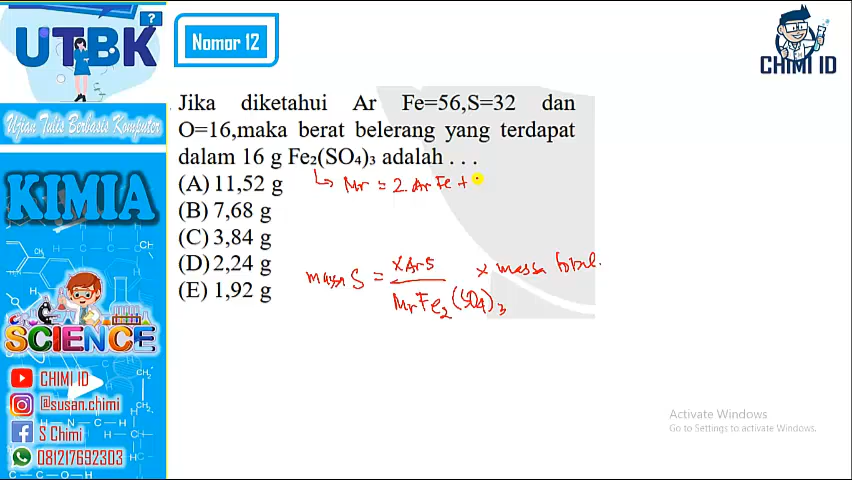 ?
UTBK
Ujian Tulis Berbasis Komputer
KIMIA
SCIENCE
CHIMI ID
@susan.chimi
S Chimi
081217692303
Nomor 12
CHIMI ID
Jika diketahui Ar Fe=56,S=32 dan
O=16,maka berat belerang yang terdapat
dalam 16 g Fe₂(SO₄)₃ adalah . . .
(A) 11,52 g
(B) 7,68 g
(C) 3,84 g
(D) 2,24 g
(E) 1,92 g
↳ Mr = 2. Ar Fe +
massa S = x Ar S / Mr Fe₂(SO₄)₃ x massa total.
Activate Windows
Go to Settings to activate Windows.